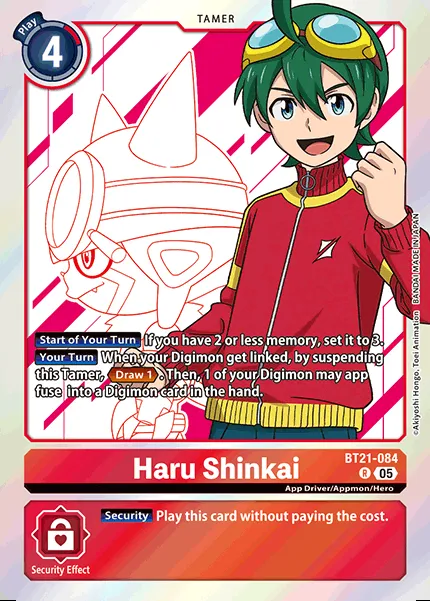 TAMER
Play
4
Start of Your Turn If you have 2 or less memory, set it to 3.
Your Turn When your Digimon get linked, by suspending
this Tamer, Draw 1. Then, 1 of your Digimon may app
fuse into a Digimon card in the hand.
©Akiyoshi Hongo, Toei Animation BANDAI MADE IN JAPAN
Haru Shinkai
BT21-084
R 05
App Driver/Appmon/Hero
Security Play this card without paying the cost.
Security Effect